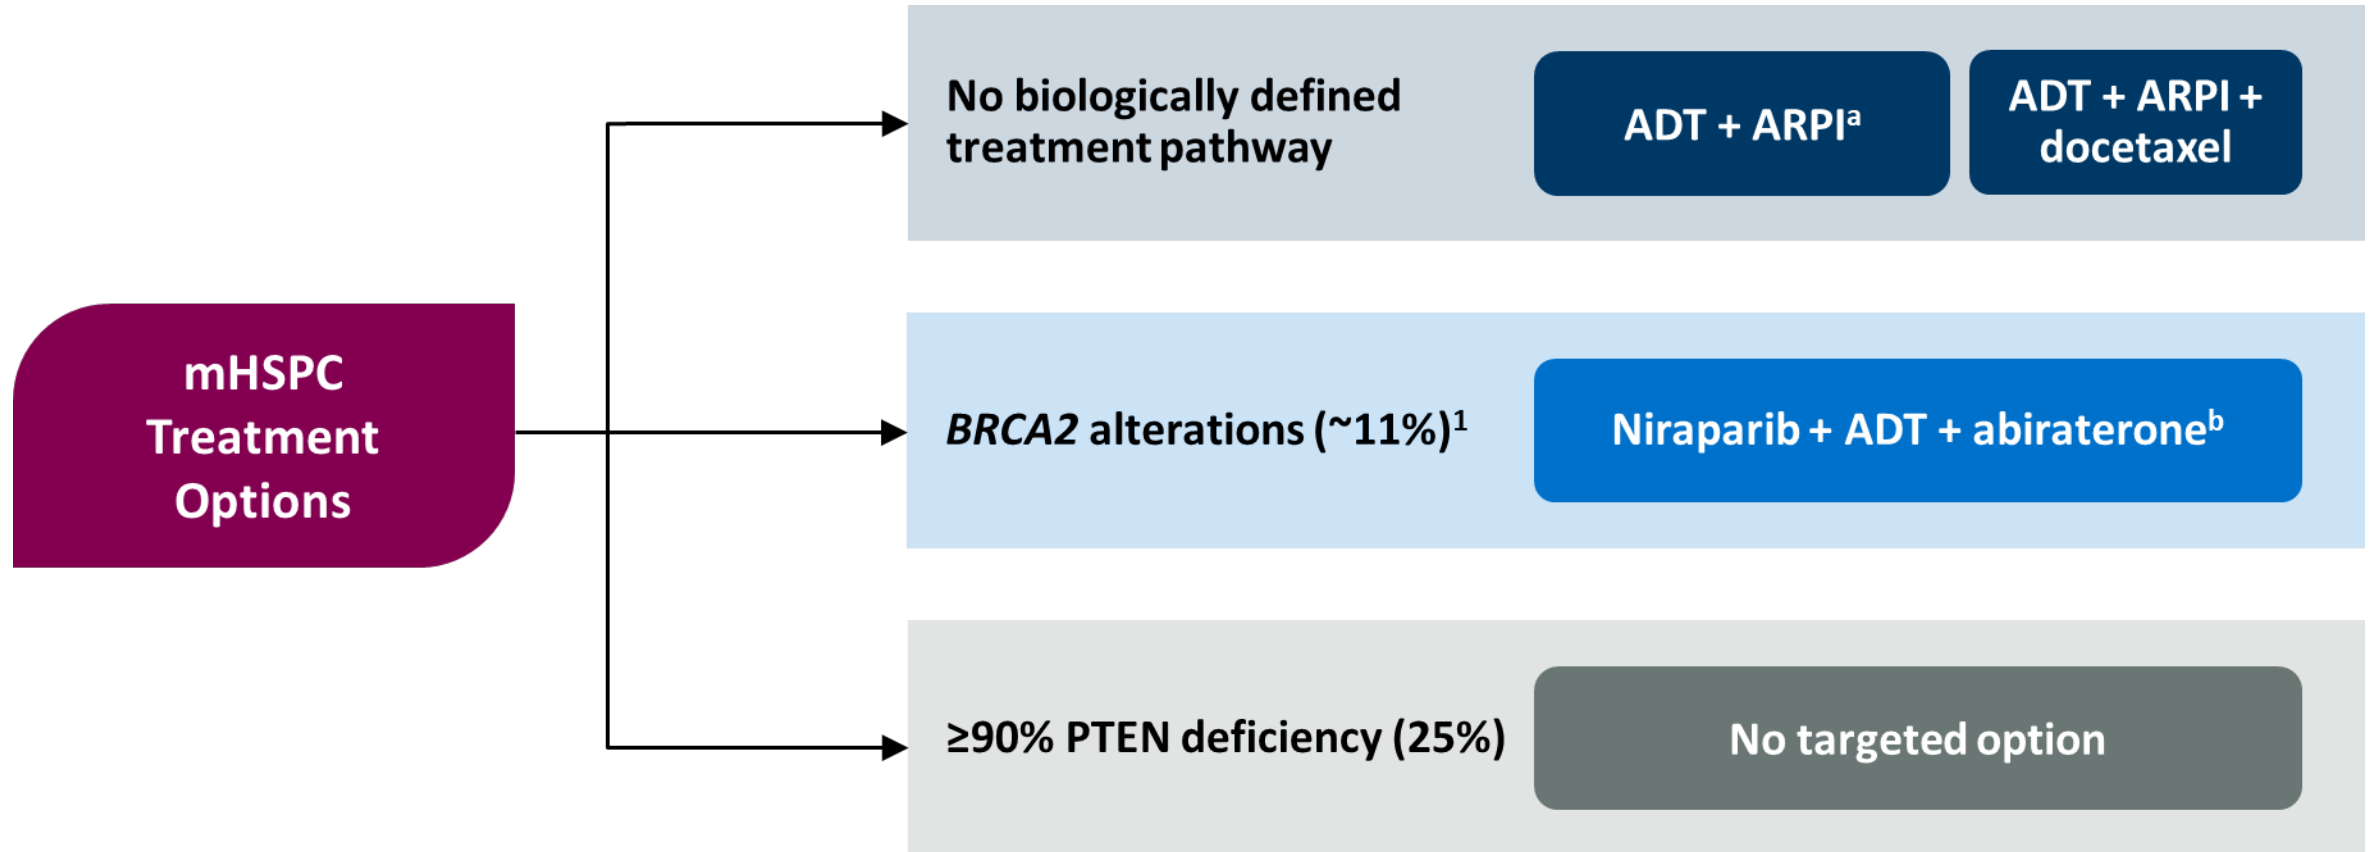 mHSPC
Treatment
Options
No biologically defined
treatment pathway
ADT + ARPIᵃ
ADT + ARPI +
docetaxel
BRCA2 alterations (~11%)¹
Niraparib + ADT + abirateroneᵇ
≥90% PTEN deficiency (25%)
No targeted option